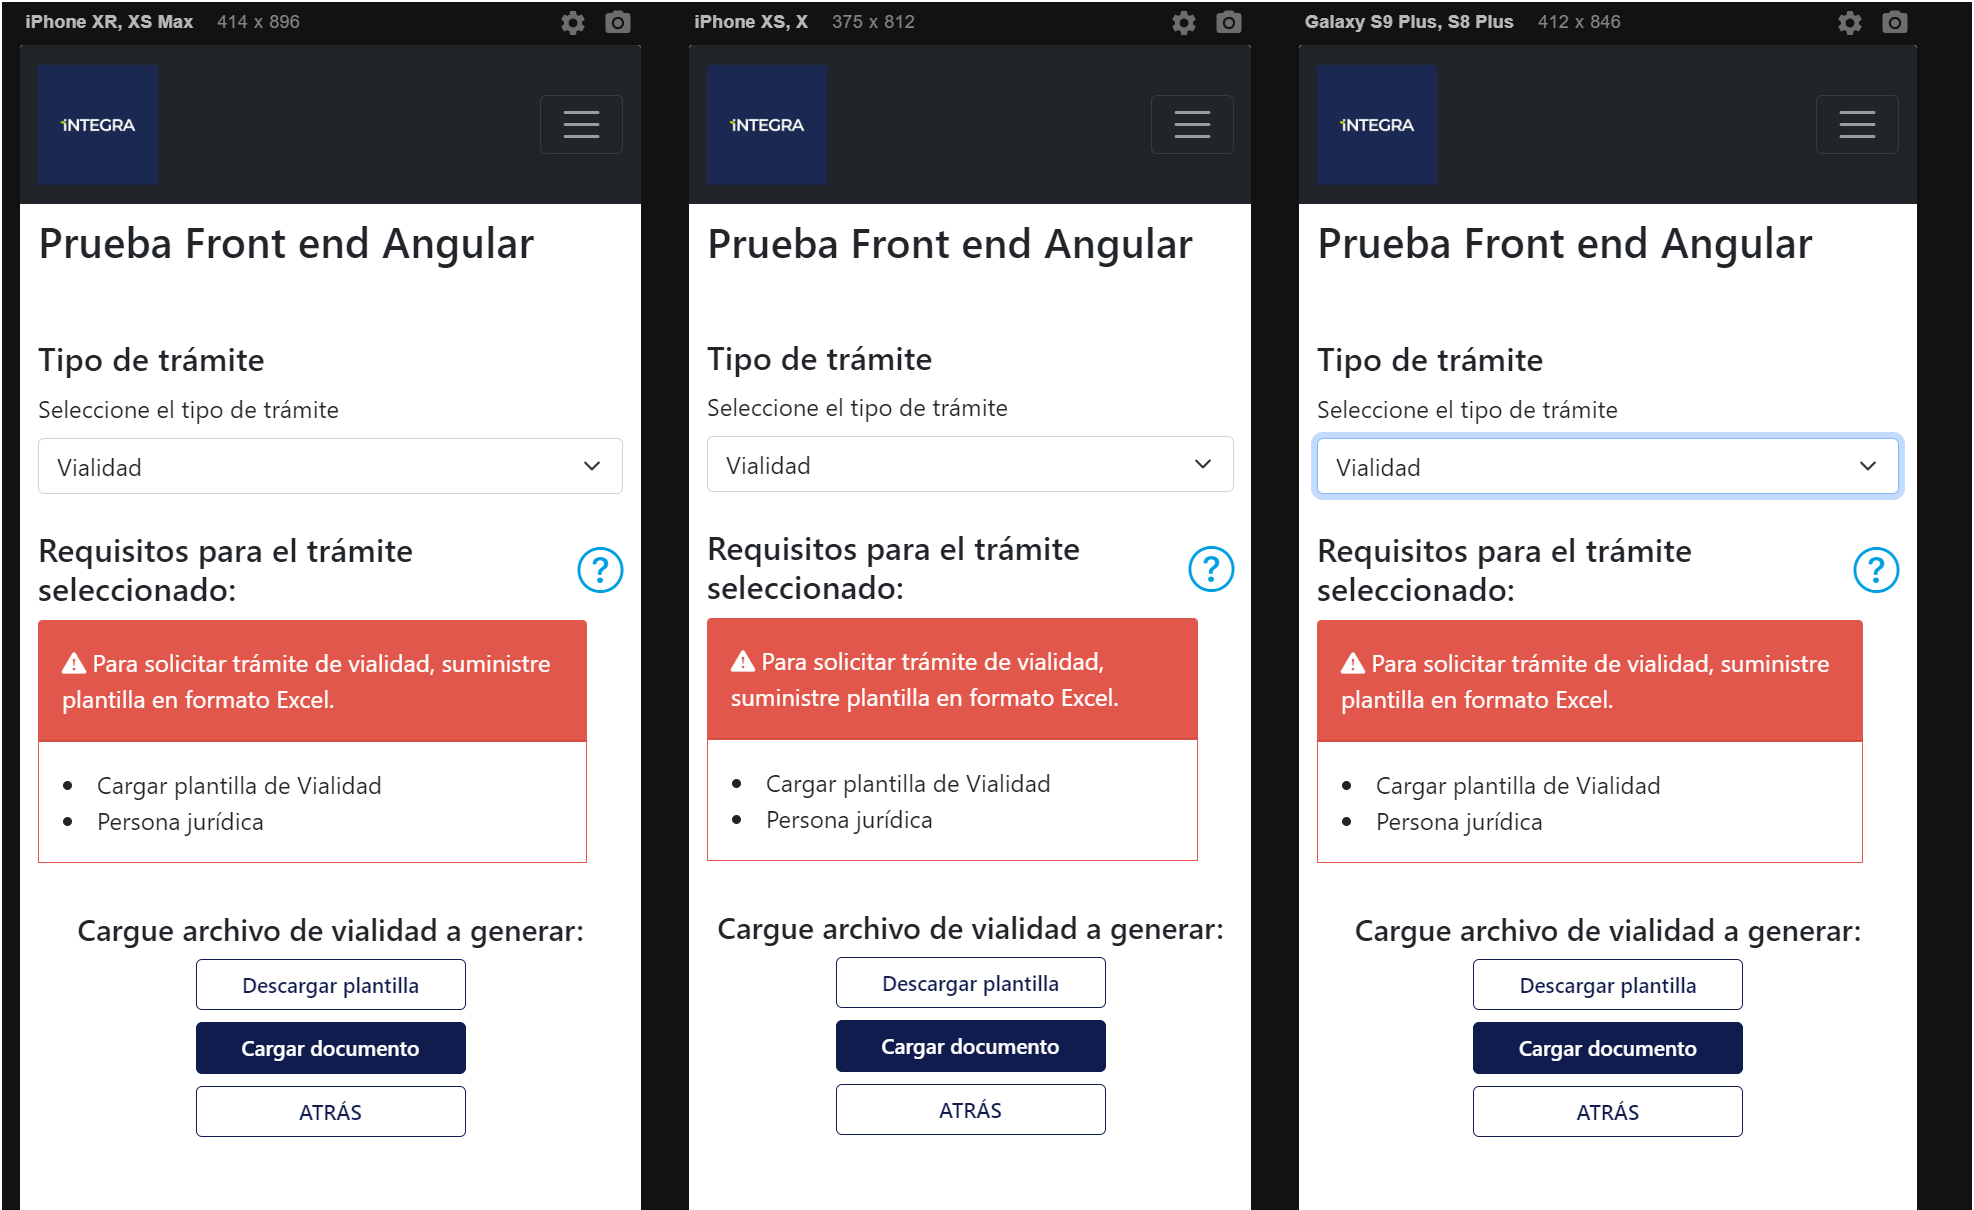 iPhone XR, XS Max 414 x 896
iNTEGRA
Prueba Front end Angular
Tipo de trámite
Seleccione el tipo de trámite
Vialidad
Requisitos para el trámite
seleccionado:
?
Para solicitar trámite de vialidad, suministre
plantilla en formato Excel.
Cargar plantilla de Vialidad
Persona jurídica
Cargue archivo de vialidad a generar:
Descargar plantilla
Cargar documento
ATRÁS
iPhone XS, X 375 x 812
iNTEGRA
Prueba Front end Angular
Tipo de trámite
Seleccione el tipo de trámite
Vialidad
Requisitos para el trámite
seleccionado:
?
Para solicitar trámite de vialidad,
suministre plantilla en formato Excel.
Cargar plantilla de Vialidad
Persona jurídica
Cargue archivo de vialidad a generar:
Descargar plantilla
Cargar documento
ATRÁS
Galaxy S9 Plus, S8 Plus 412 x 846
iNTEGRA
Prueba Front end Angular
Tipo de trámite
Seleccione el tipo de trámite
Vialidad
Requisitos para el trámite
seleccionado:
?
Para solicitar trámite de vialidad, suministre
plantilla en formato Excel.
Cargar plantilla de Vialidad
Persona jurídica
Cargue archivo de vialidad a generar:
Descargar plantilla
Cargar documento
ATRÁS